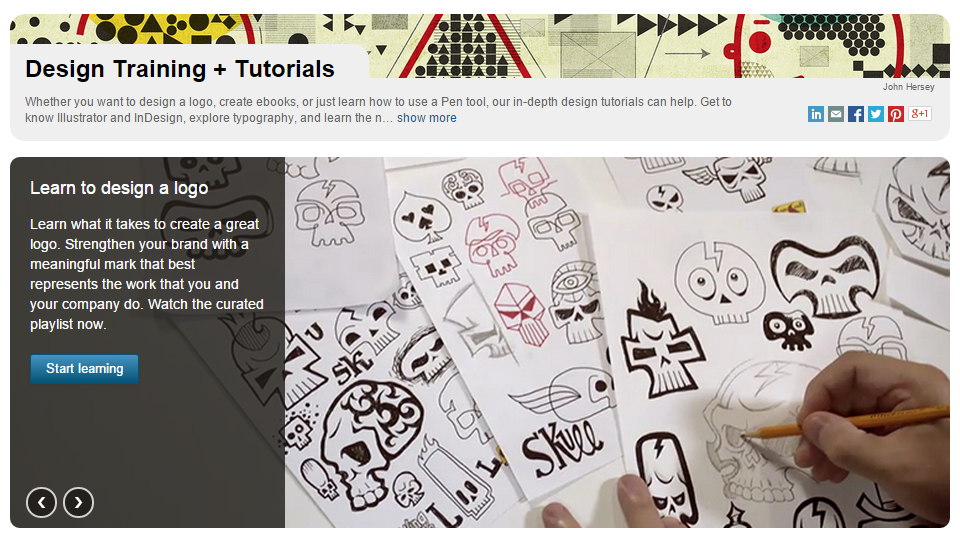 Design Training + Tutorials
John Hersey
Whether you want to design a logo, create ebooks, or just learn how to use a Pen tool, our in-depth design tutorials can help. Get to
know Illustrator and InDesign, explore typography, and learn the n... show more
in f g+1
Learn to design a logo
Learn what it takes to create a great
logo. Strengthen your brand with a
meaningful mark that best
represents the work that you and
your company do. Watch the curated
playlist now.
Start learning
Skull